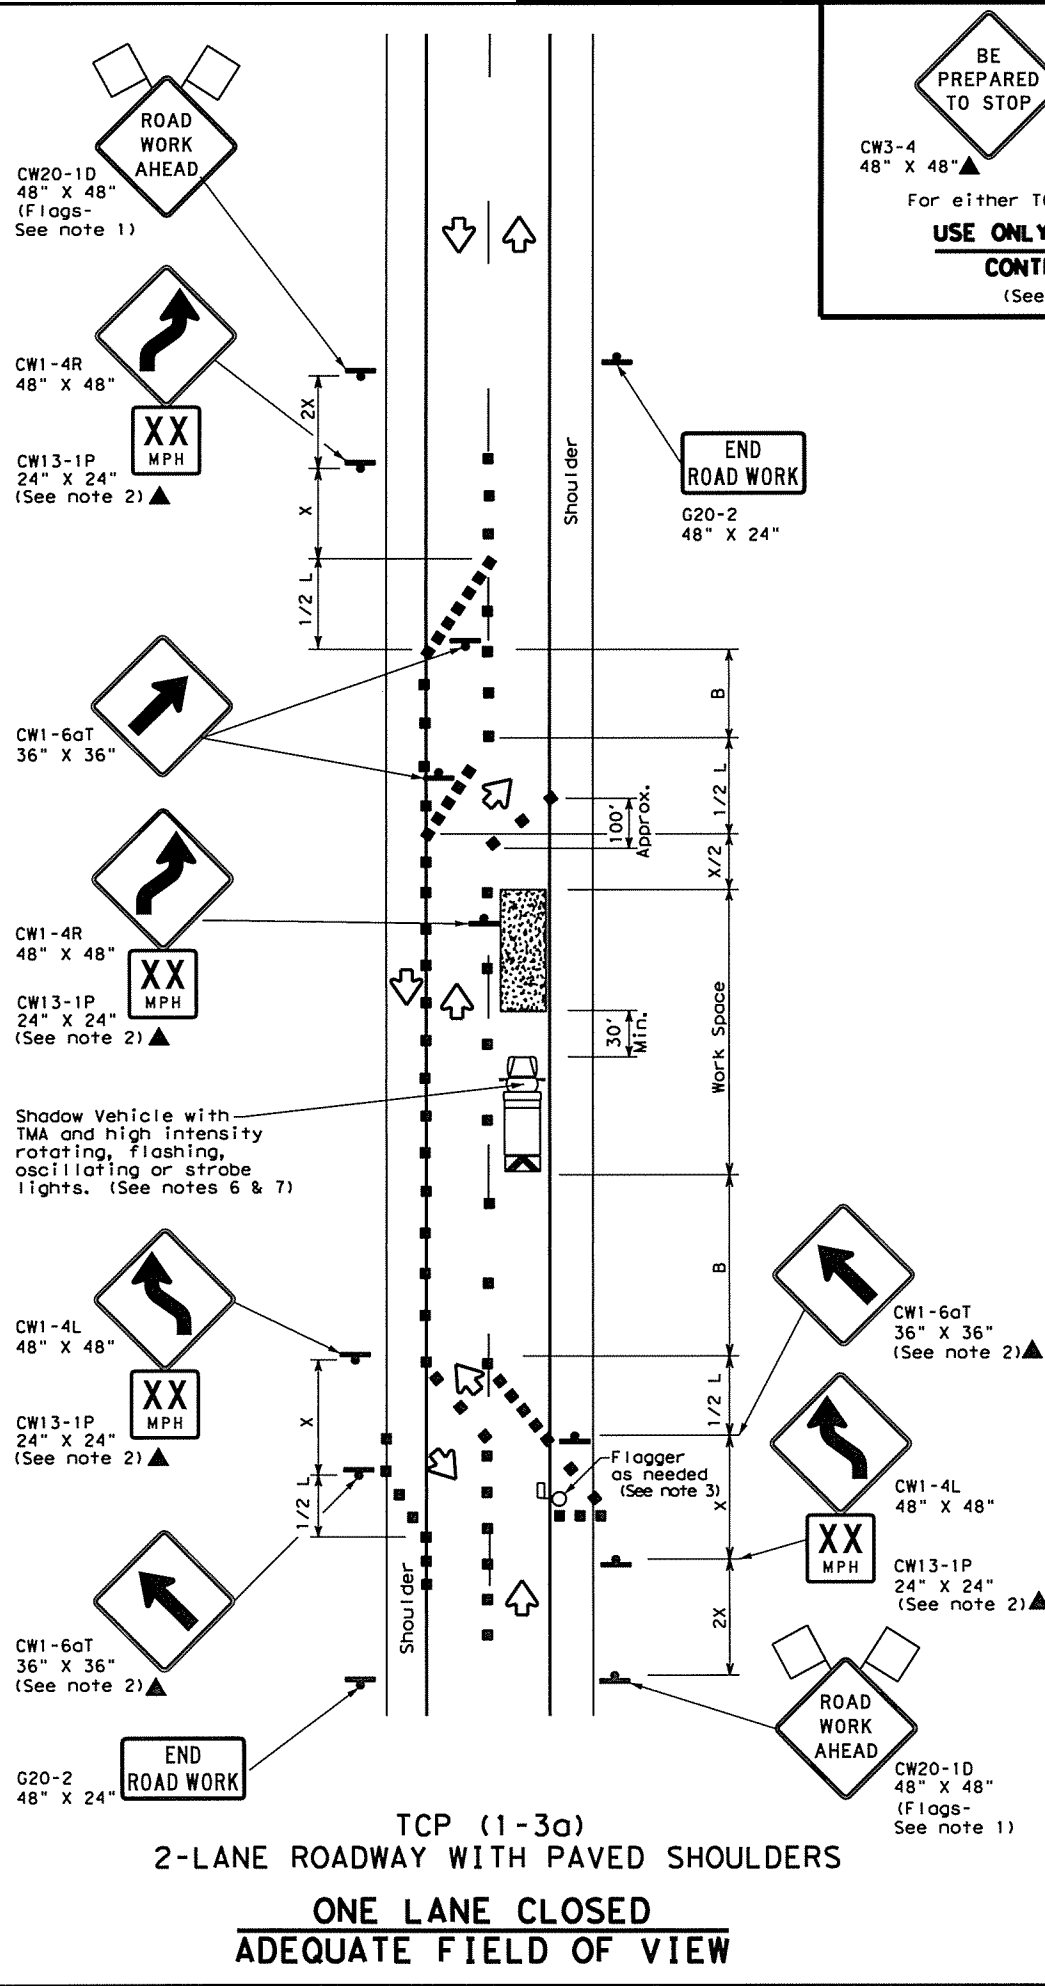 ROAD
WORK
AHEAD
CW20-1D
48" X 48"
(Flags-
See note 1)
CW1-4R
48" X 48"
XX
MPH
CW13-1P
24" X 24"
(See note 2)▲
CW1-6aT
36" X 36"
CW1-4R
48" X 48"
XX
MPH
CW13-1P
24" X 24"
(See note 2)▲
Shadow Vehicle with
TMA and high intensity
rotating, flashing,
oscillating or strobe
lights. (See notes 6 & 7)
CW1-4L
48" X 48"
XX
MPH
CW13-1P
24" X 24"
(See note 2)▲
CW1-6aT
36" X 36"
(See note 2)▲
END
ROAD WORK
G20-2
48" X 24"
2X
X
1/2 L
X
1/2 L
Shoulder
Shoulder
BE
PREPARED
TO STOP
CW3-4
48" X 48"▲
For either T
USE ONLY
CONT
(See
END
ROAD WORK
G20-2
48" X 24"
B
1/2 L
100'
Approx.
X/2
Work Space
30'
Min.
B
1/2 L
X
2X
Flagger
as needed
(See note 3)
CW1-6aT
36" X 36"
(See note 2)▲
CW1-4L
48" X 48"
XX
MPH
CW13-1P
24" X 24"
(See note 2)▲
ROAD
WORK
AHEAD
CW20-1D
48" X 48"
(Flags-
See note 1)
TCP (1-3a)
2-LANE ROADWAY WITH PAVED SHOULDERS
ONE LANE CLOSED
ADEQUATE FIELD OF VIEW